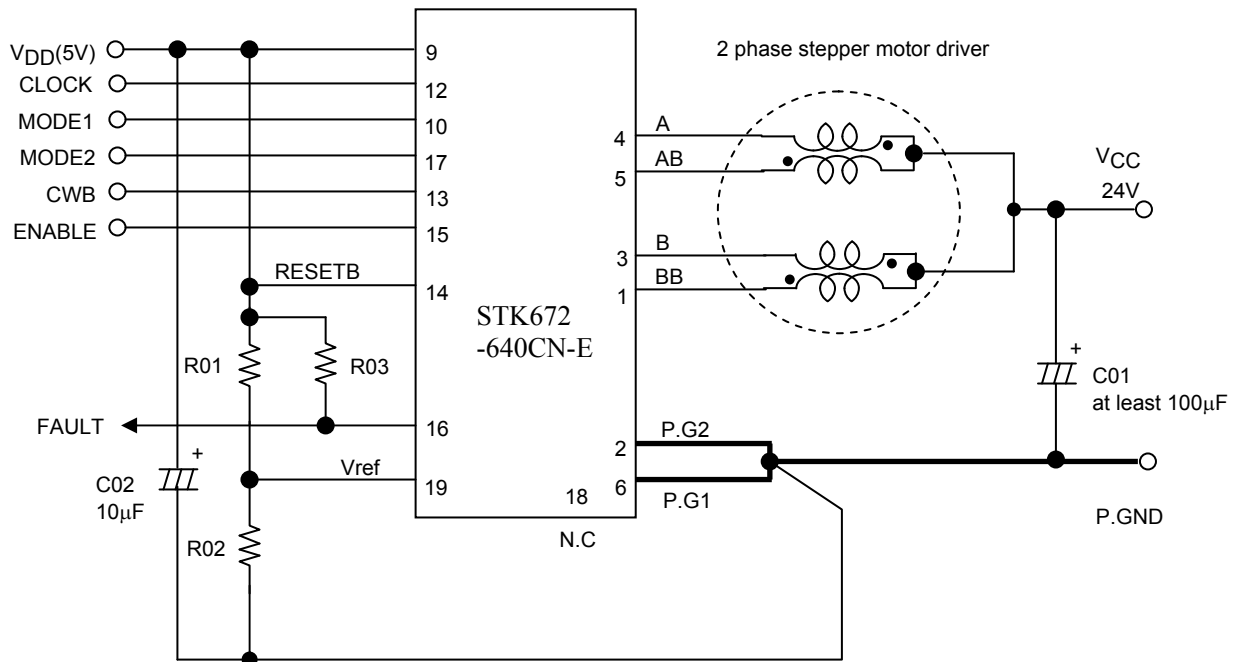 VDD(5V)
CLOCK
MODE1
MODE2
CWB
ENABLE
9
12
10
17
13
15
RESETB
14
R01
R03
FAULT
16
Vref
19
C02
10µF
+
R02
STK672
-640CN-E
18
N.C
2 phase stepper motor driver
4
A
5
AB
3
B
1
BB
VCC
24V
+
C01
at least 100µF
2
P.G2
6
P.G1
P.GND